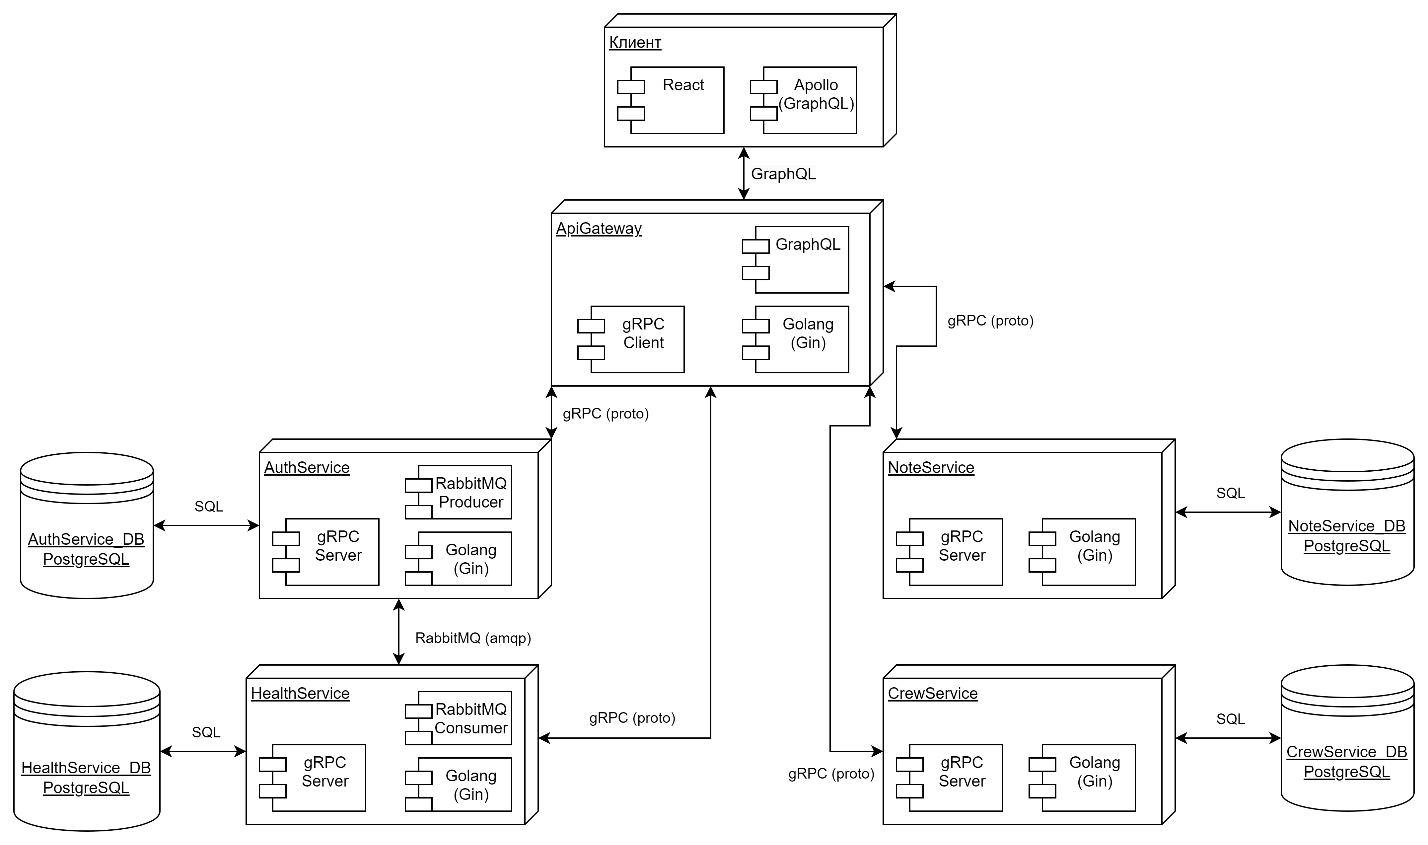 Клиент
React
Apollo
(GraphQL)
GraphQL
ApiGateway
GraphQL
gRPC
Client
Golang
(Gin)
gRPC (proto)
gRPC (proto)
AuthService
RabbitMQ
Producer
gRPC
Server
Golang
(Gin)
SQL
AuthService_DB
PostgreSQL
NoteService
gRPC
Server
Golang
(Gin)
SQL
NoteService_DB
PostgreSQL
RabbitMQ (amqp)
HealthService
RabbitMQ
Consumer
gRPC
Server
Golang
(Gin)
SQL
HealthService_DB
PostgreSQL
gRPC (proto)
gRPC (proto)
CrewService
gRPC
Server
Golang
(Gin)
SQL
CrewService_DB
PostgreSQL